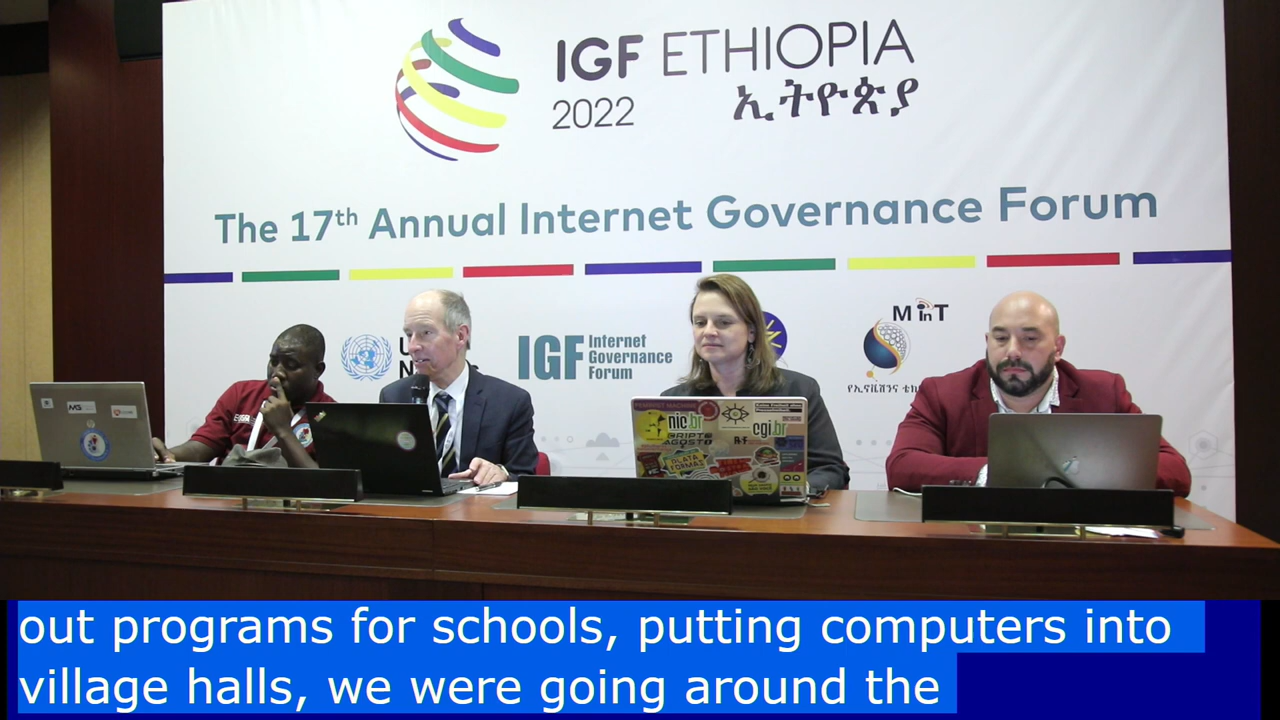 IGF ETHIOPIA
2022 ኢትዮጵያ
The 17th Annual Internet Governance Forum
M inT
IGF Internet
Governance
Forum
nic.br
cgi.br
out programs for schools, putting computers into
village halls, we were going around the